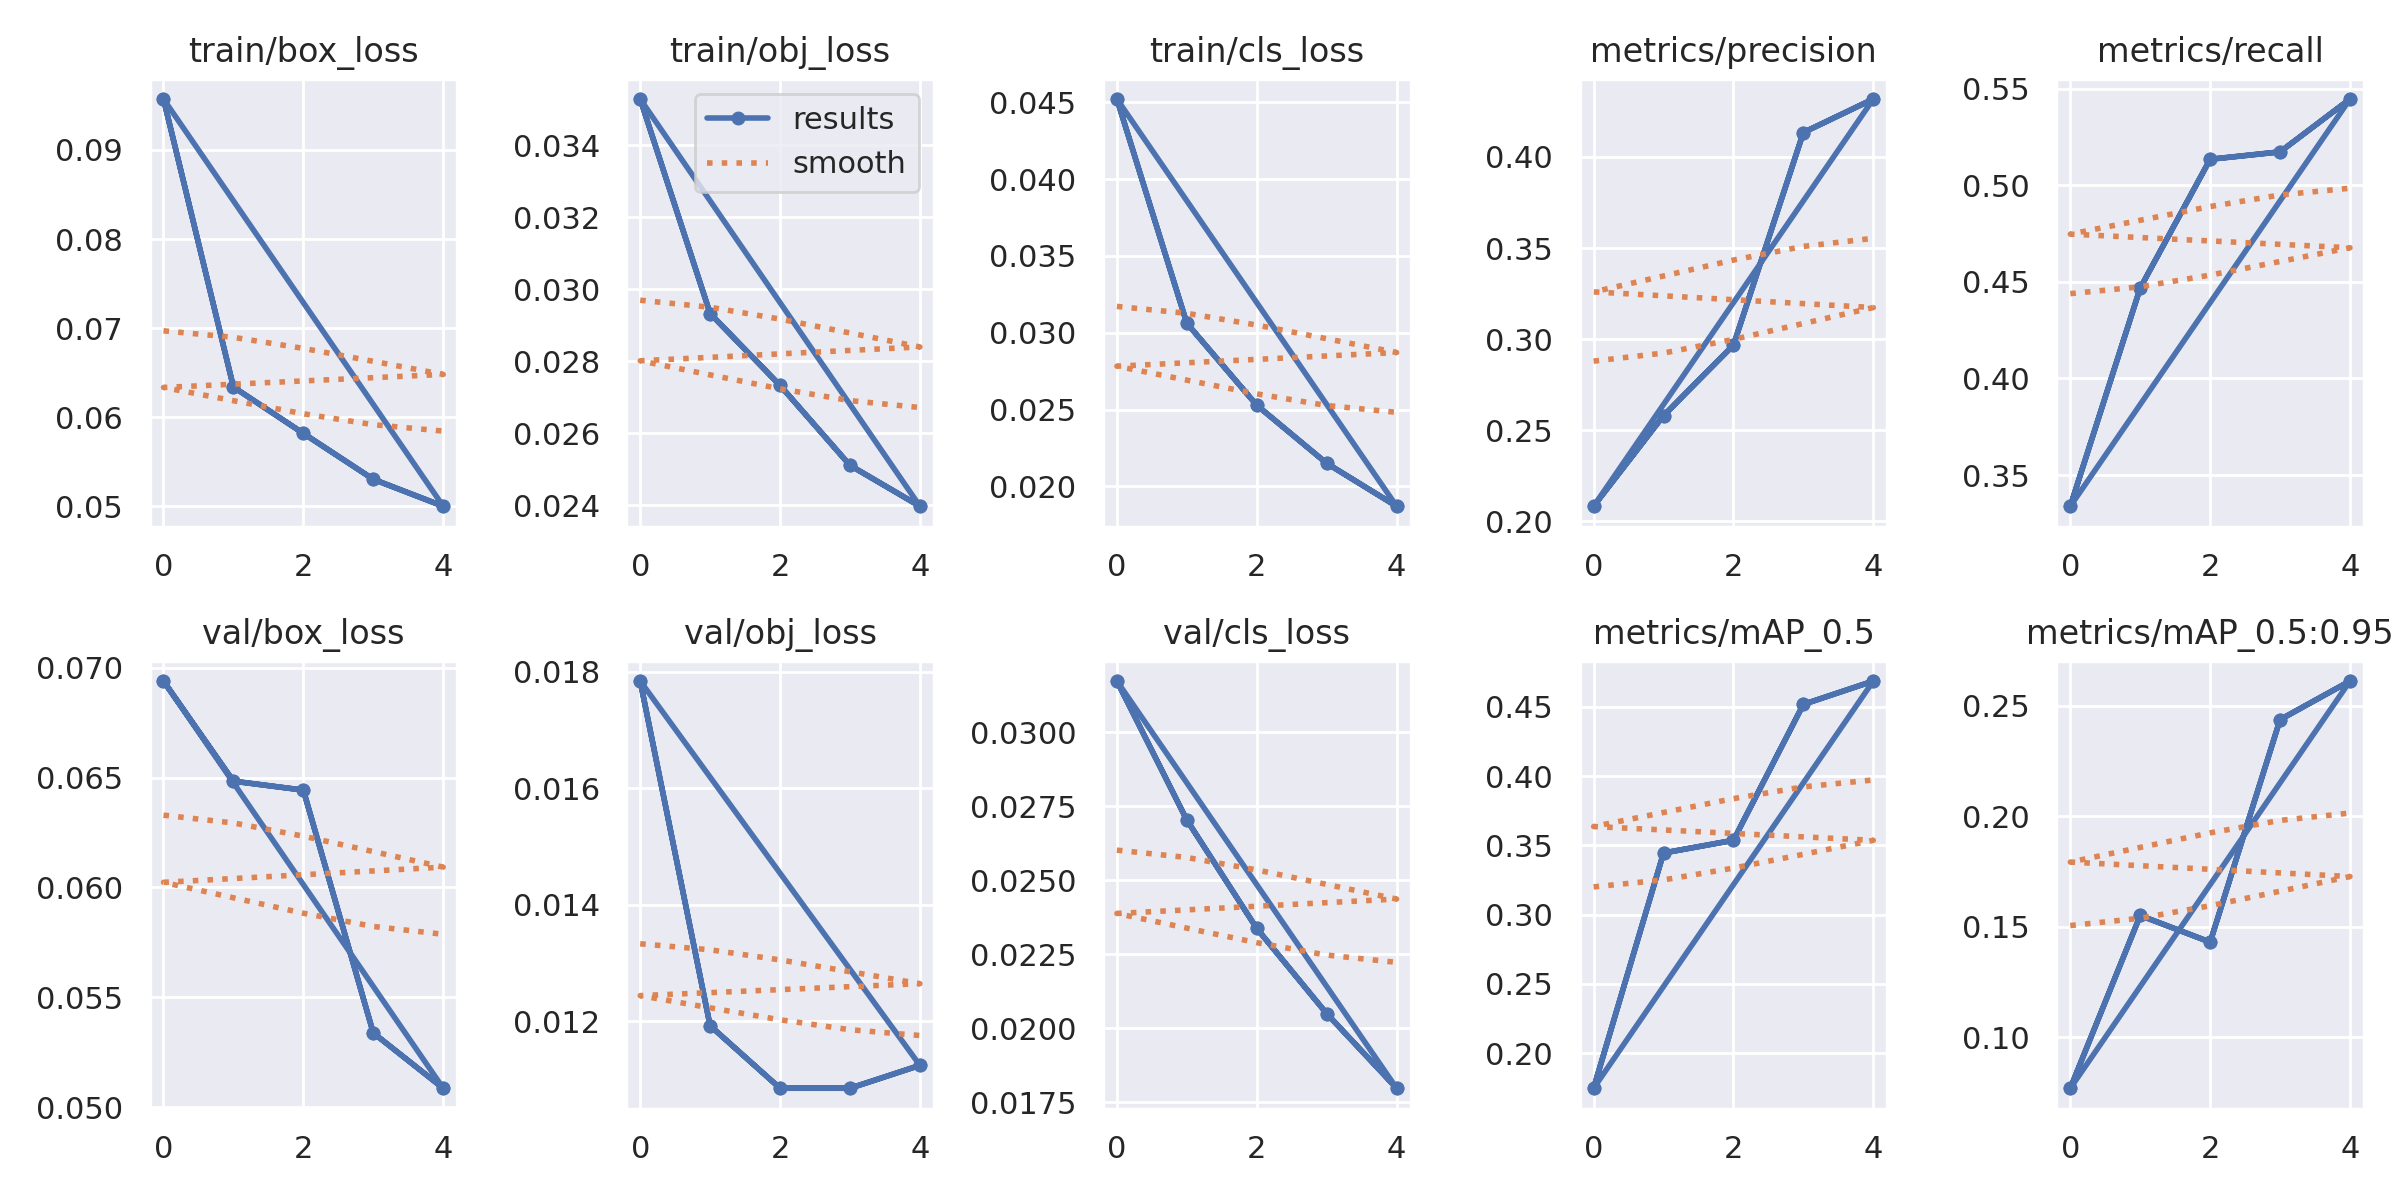 train/box_loss
0.09
0.08
0.07
0.06
0.05
0 2 4
train/obj_loss
results
smooth
0.034
0.032
0.030
0.028
0.026
0.024
0 2 4
train/cls_loss
0.045
0.040
0.035
0.030
0.025
0.020
0 2 4
metrics/precision
0.40
0.35
0.30
0.25
0.20
0 2 4
metrics/recall
0.55
0.50
0.45
0.40
0.35
0 2 4
val/box_loss
0.070
0.065
0.060
0.055
0.050
0 2 4
val/obj_loss
0.018
0.016
0.014
0.012
0 2 4
val/cls_loss
0.0300
0.0275
0.0250
0.0225
0.0200
0.0175
0 2 4
metrics/mAP_0.5
0.45
0.40
0.35
0.30
0.25
0.20
0 2 4
metrics/mAP_0.5:0.95
0.25
0.20
0.15
0.10
0 2 4